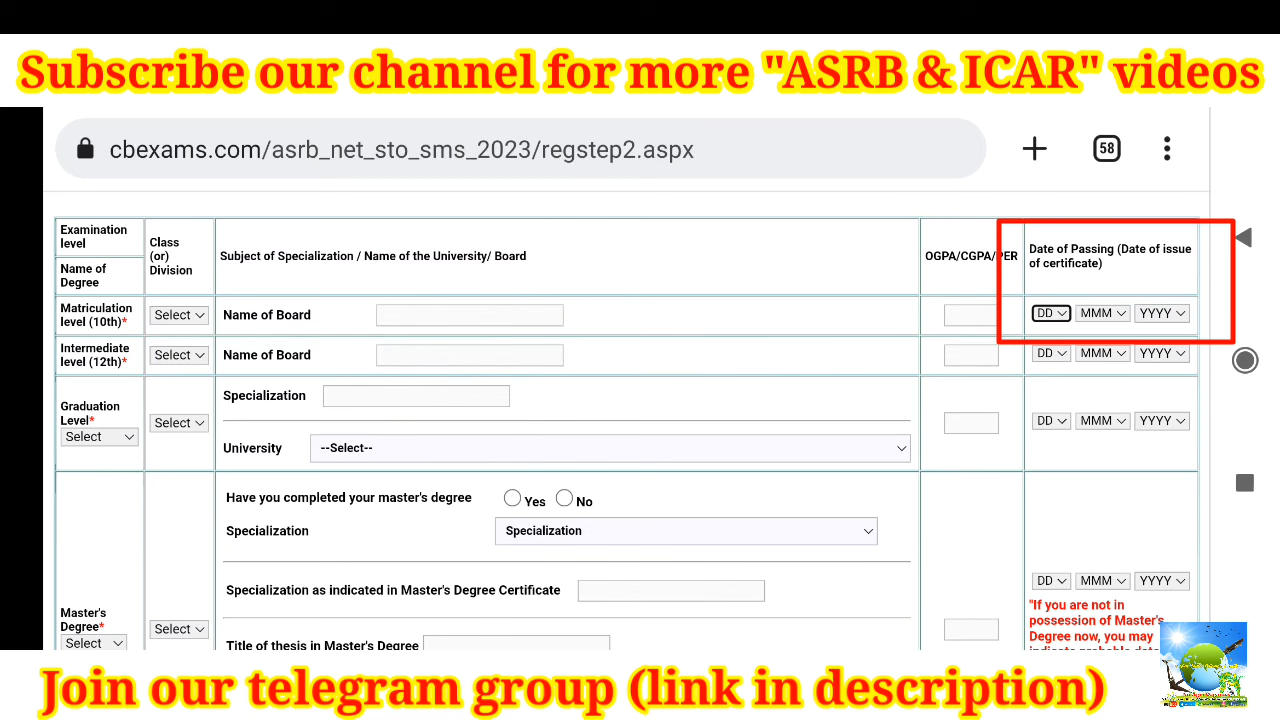 Subscribe our channel for more "ASRB & ICAR" videos
cbexams.com/asrb_net_sto_sms_2023/regstep2.aspx
58
Examination level
Name of Degree
Class (or) Division
Subject of Specialization / Name of the University/ Board
OGPA/CGPA/PER
Date of Passing (Date of issue of certificate)
Matriculation level (10th)*
Select
Name of Board
DD MMM YYYY
Intermediate level (12th)*
Select
Name of Board
DD MMM YYYY
Graduation Level*
Select
Select
Specialization
University
--Select--
DD MMM YYYY
Have you completed your master's degree
Yes No
Specialization
Specialization
Specialization as indicated in Master's Degree Certificate
Title of thesis in Master's Degree
Master's Degree*
Select
Select
DD MMM YYYY
"If you are not in
possession of Master's
Degree now, you may
Join our telegram group (link in description)